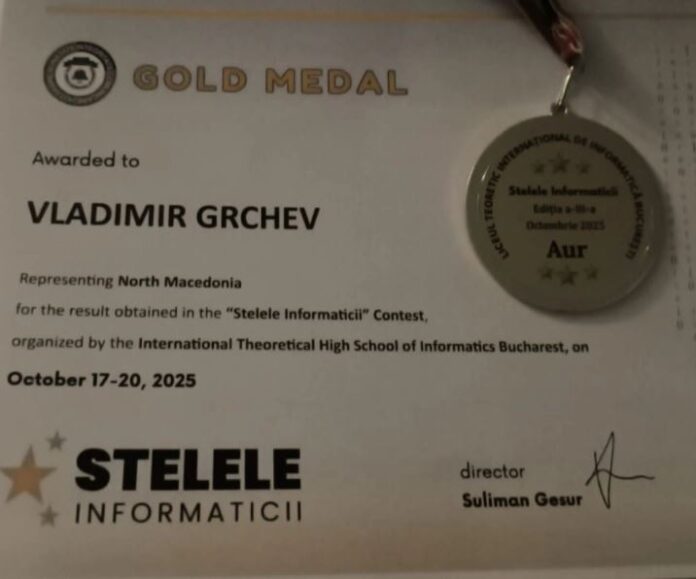 GOLD MEDAL
Awarded to
VLADIMIR GRCHEV
Representing North Macedonia
for the result obtained in the "Stelele Informaticii" Contest,
organized by the International Theoretical High School of Informatics Bucharest, on
October 17-20, 2025
STELELE
INFORMATICII
director
Suliman Gesur
LICEUL TEORETIC INTERNAȚIONAL DE INFORMATICĂ BUCUREȘTI
Stelele Informaticii
Ediția a-III-a
Octombrie 2025
Aur